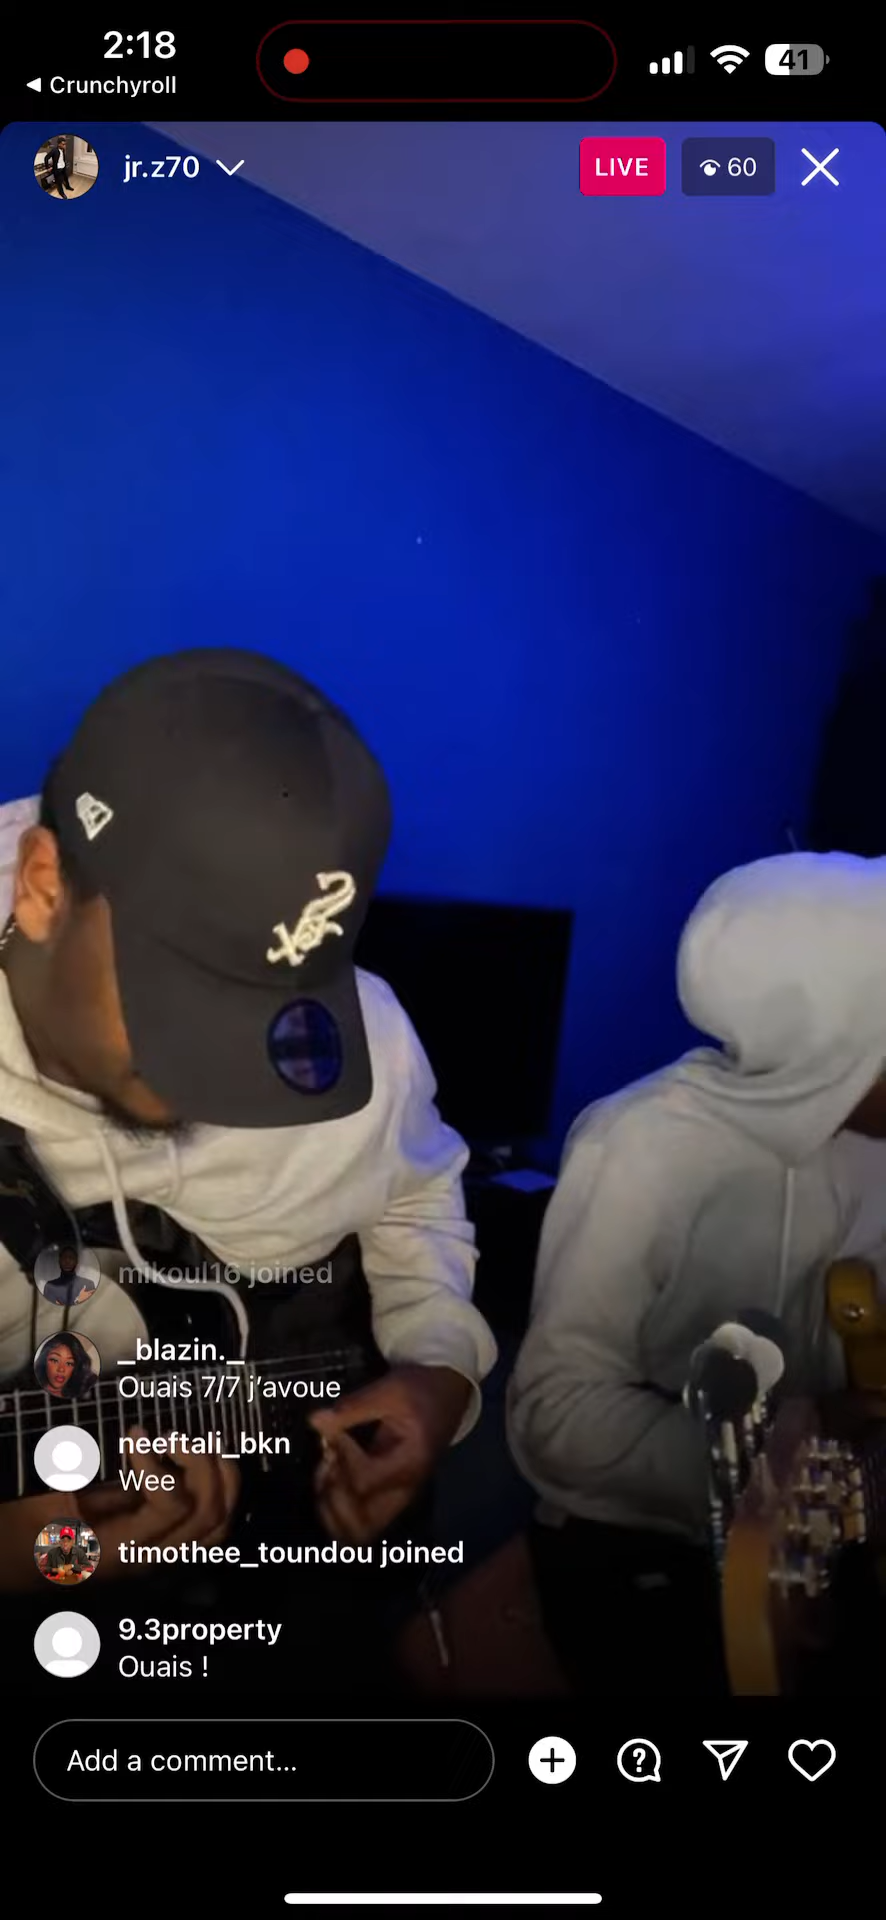 2:18
41
Crunchyroll
jr.z70
LIVE
60
Sox
mikoul16 joined
_blazin._
Ouais 7/7 j’avoue
neeftali_bkn
Wee
timothee_toundou joined
9.3property
Ouais !
Add a comment...